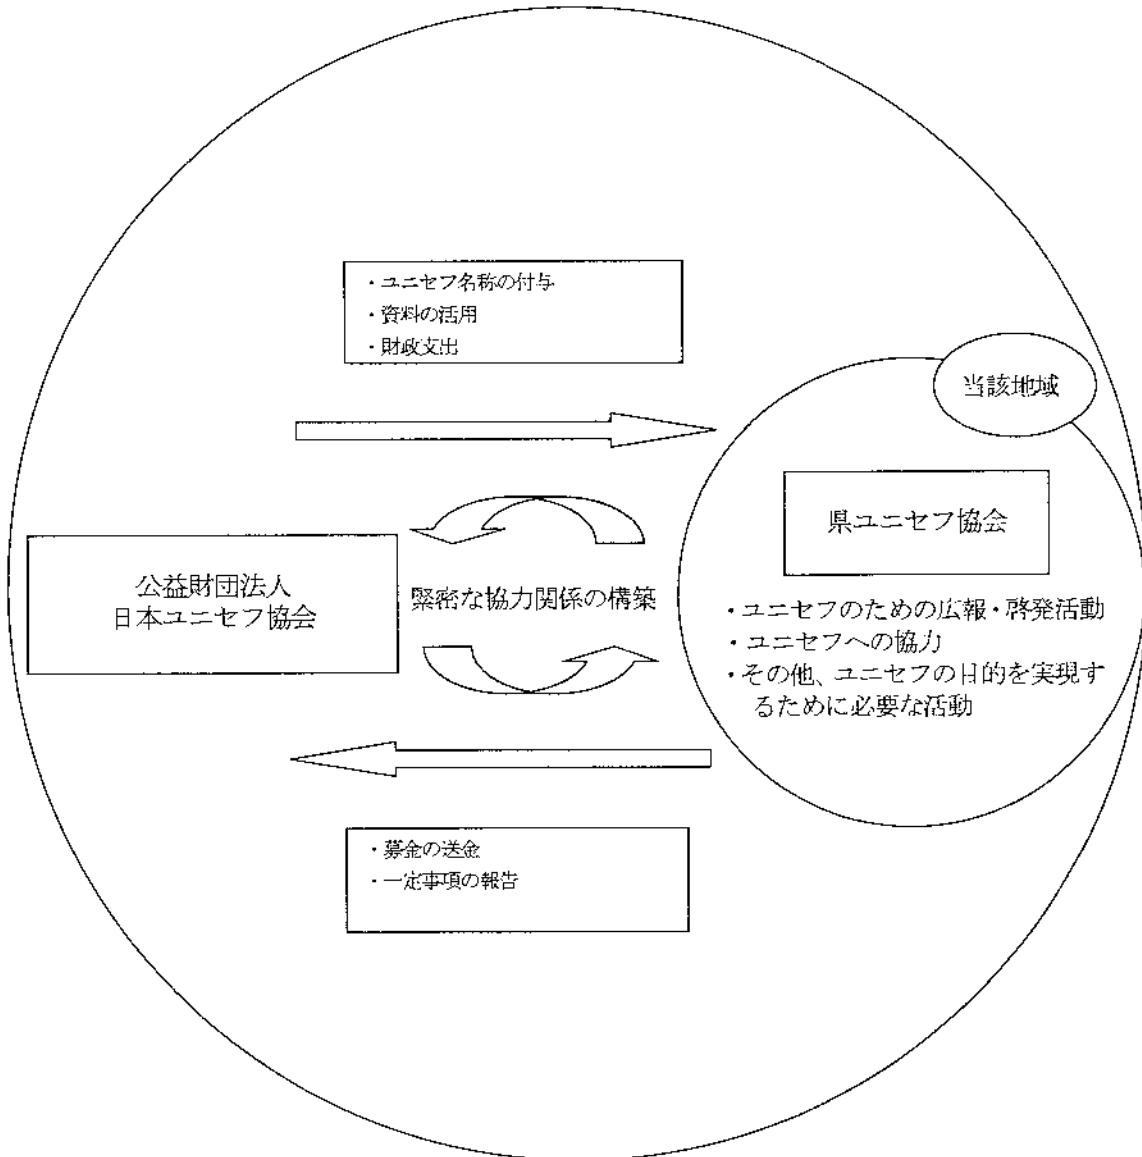 ・ユニセフ名称の付与
・資料の活用
・財政支出
当該地域
県ユニセフ協会
公益財団法人
日本ユニセフ協会
緊密な協力関係の構築
・ユニセフのための広報・啓発活動
・ユニセフへの協力
・その他、ユニセフの目的を実現す
るために必要な活動
・募金の送金
・一定事項の報告